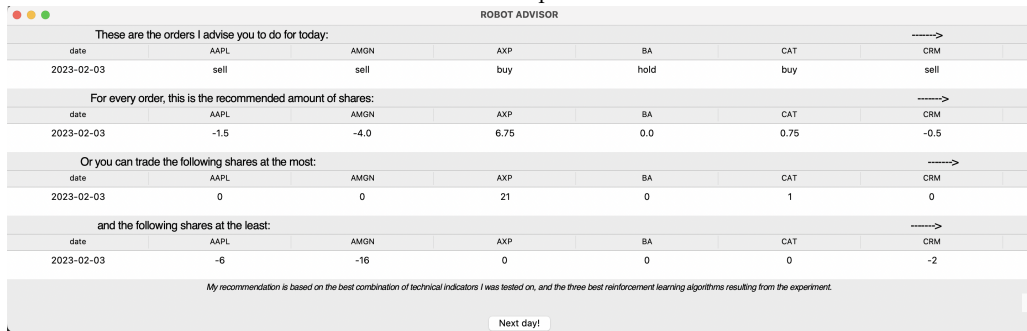 ROBOT ADVISOR
These are the orders I advise you to do for today: ------->
date AAPL AMGN AXP BA CAT CRM
2023-02-03 sell sell buy hold buy sell
For every order, this is the recommended amount of shares: ------->
date AAPL AMGN AXP BA CAT CRM
2023-02-03 -1.5 -4.0 6.75 0.0 0.75 -0.5
Or you can trade the following shares at the most: ------->
date AAPL AMGN AXP BA CAT CRM
2023-02-03 0 0 21 0 1 0
and the following shares at the least: ------->
date AAPL AMGN AXP BA CAT CRM
2023-02-03 -6 -16 0 0 0 -2
My recommendation is based on the best combination of technical indicators I was tested on, and the three best reinforcement learning algorithms resulting from the experiment.
Next day!